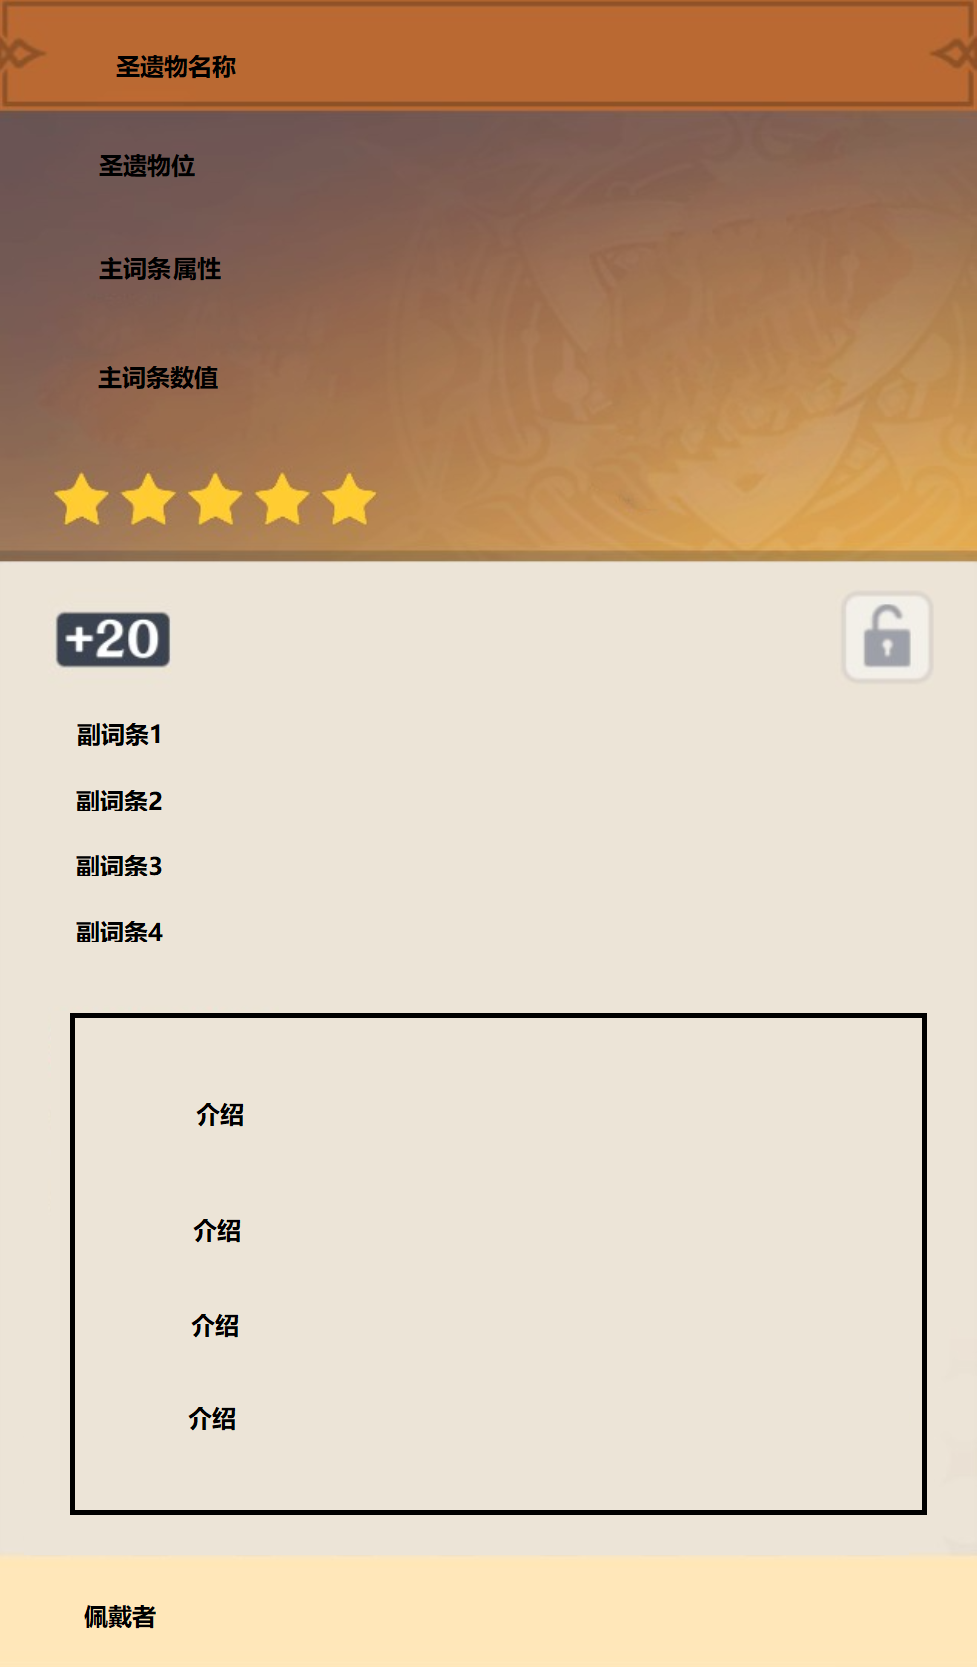 圣遗物名称
圣遗物位
主词条属性
主词条数值
+20
副词条1
副词条2
副词条3
副词条4
介绍
介绍
介绍
介绍
佩戴者